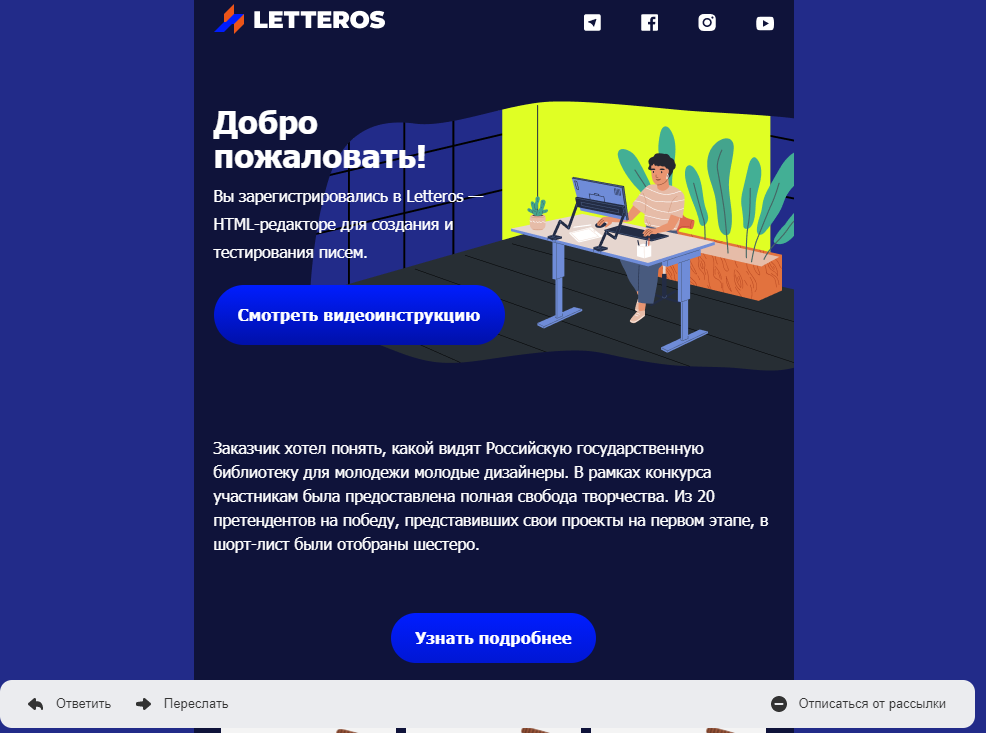 LETTEROS
Добро
пожаловать!
Вы зарегистрировались в Letteros —
HTML-редакторе для создания и
тестирования писем.
Смотреть видеоинструкцию
Заказчик хотел понять, какой видят Российскую государственную
библиотеку для молодежи молодые дизайнеры. В рамках конкурса
участникам была предоставлена полная свобода творчества. Из 20
претендентов на победу, представивших свои проекты на первом этапе, в
шорт-лист были отобраны шестеро.
Узнать подробнее
Ответить Переслать Отписаться от рассылки